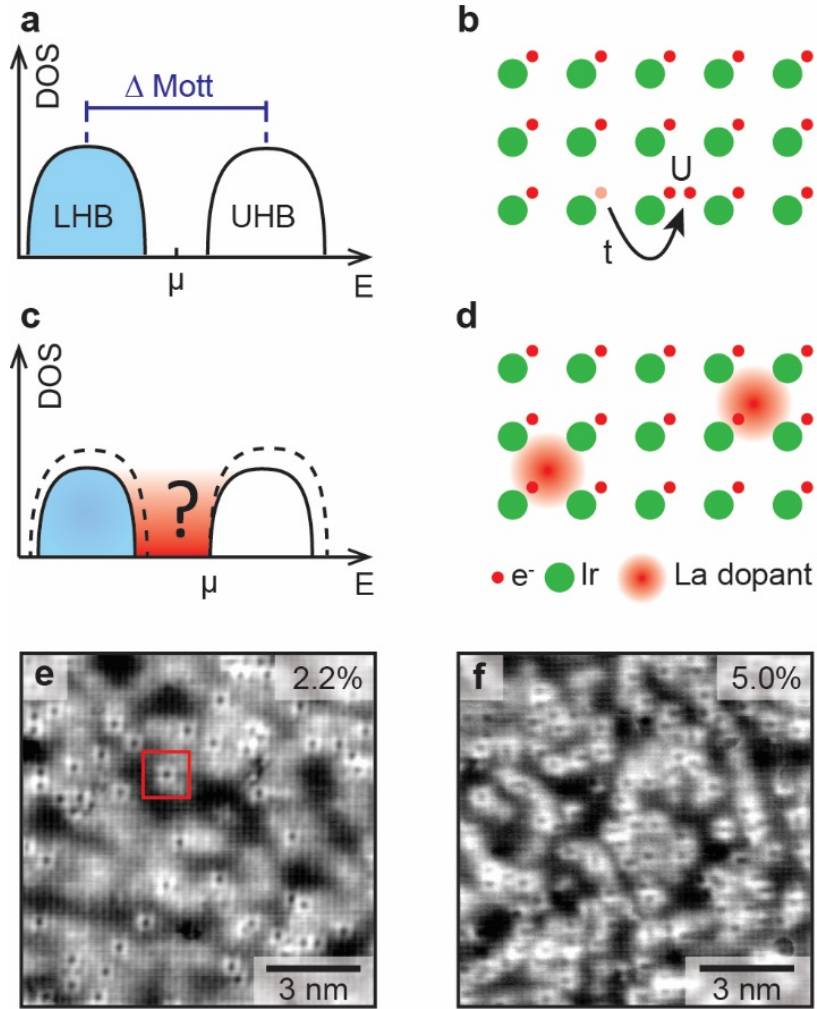 a
DOS
Δ Mott
LHB
UHB
μ
E
b
U
t
c
DOS
?
μ
E
d
e⁻ Ir La dopant
e
2.2%
3 nm
f
5.0%
3 nm